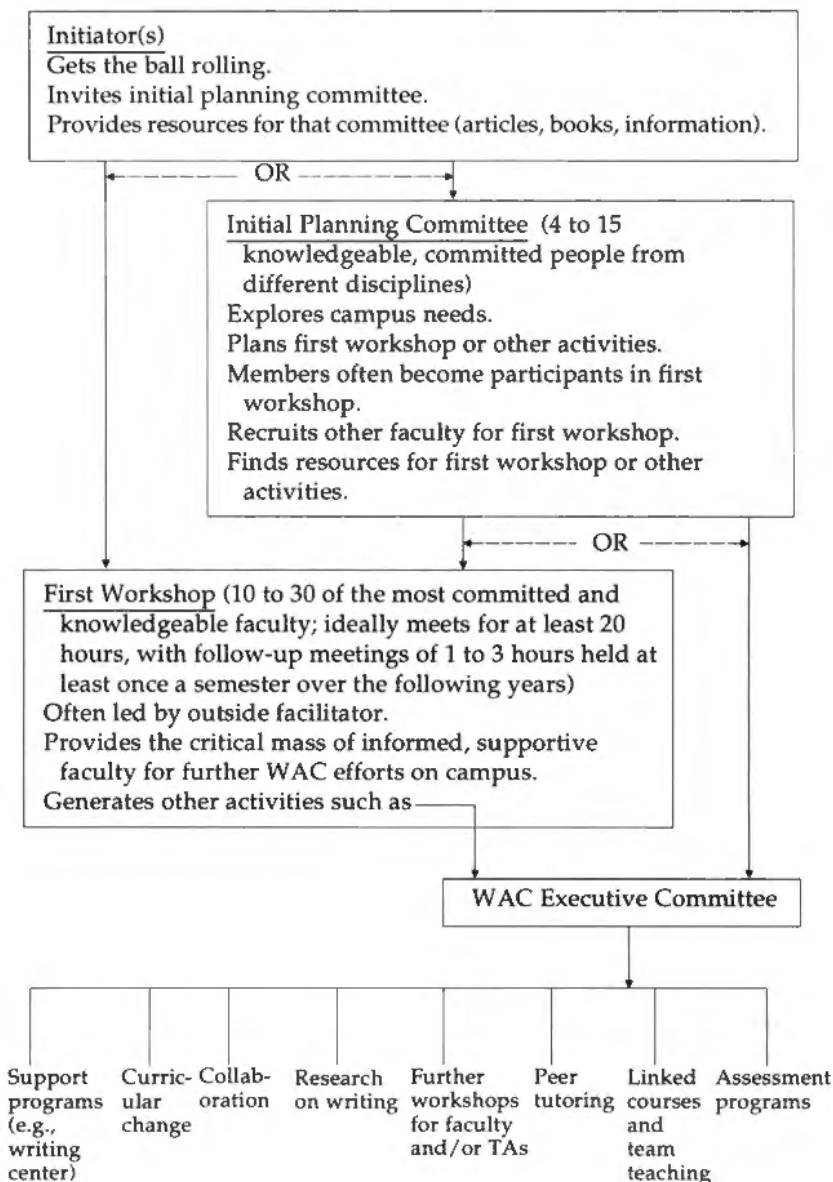 Initiator(s)
Gets the ball rolling.
Invites initial planning committee.
Provides resources for that committee (articles, books, information).
OR
Initial Planning Committee (4 to 15
knowledgeable, committed people from
different disciplines)
Explores campus needs.
Plans first workshop or other activities.
Members often become participants in first
workshop.
Recruits other faculty for first workshop.
Finds resources for first workshop or other
activities.
OR
First Workshop (10 to 30 of the most committed and
knowledgeable faculty; ideally meets for at least 20
hours, with follow-up meetings of 1 to 3 hours held at
least once a semester over the following years)
Often led by outside facilitator.
Provides the critical mass of informed, supportive
faculty for further WAC efforts on campus.
Generates other activities such as
WAC Executive Committee
Support
programs
(e.g.,
writing
center)
Curric-
ular
change
Collab-
oration
Research
on writing
Further
workshops
for faculty
and/or TAs
Peer
tutoring
Linked
courses
and
team
teaching
Assessment
programs